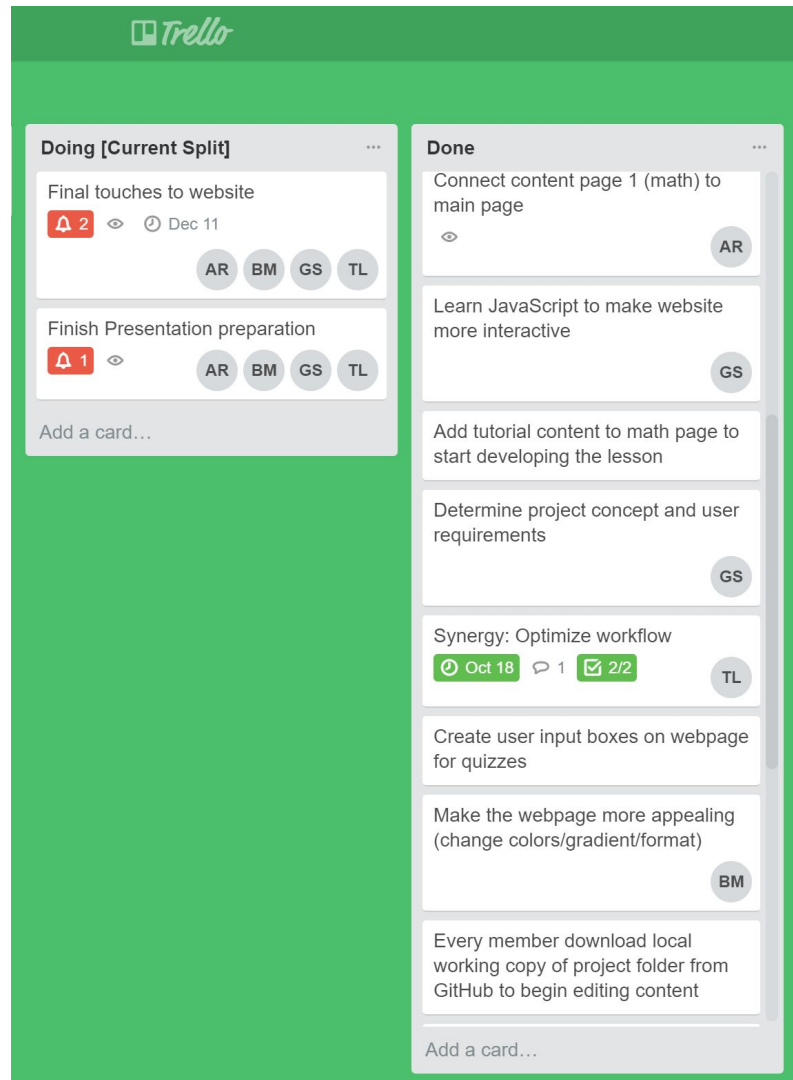 Trello
Doing [Current Split]
Final touches to website
2
Dec 11
AR BM GS TL
Finish Presentation preparation
1
AR BM GS TL
Add a card…
Done
Connect content page 1 (math) to
main page
AR
Learn JavaScript to make website
more interactive
GS
Add tutorial content to math page to
start developing the lesson
Determine project concept and user
requirements
GS
Synergy: Optimize workflow
Oct 18 1 2/2
TL
Create user input boxes on webpage
for quizzes
Make the webpage more appealing
(change colors/gradient/format)
BM
Every member download local
working copy of project folder from
GitHub to begin editing content
Add a card…